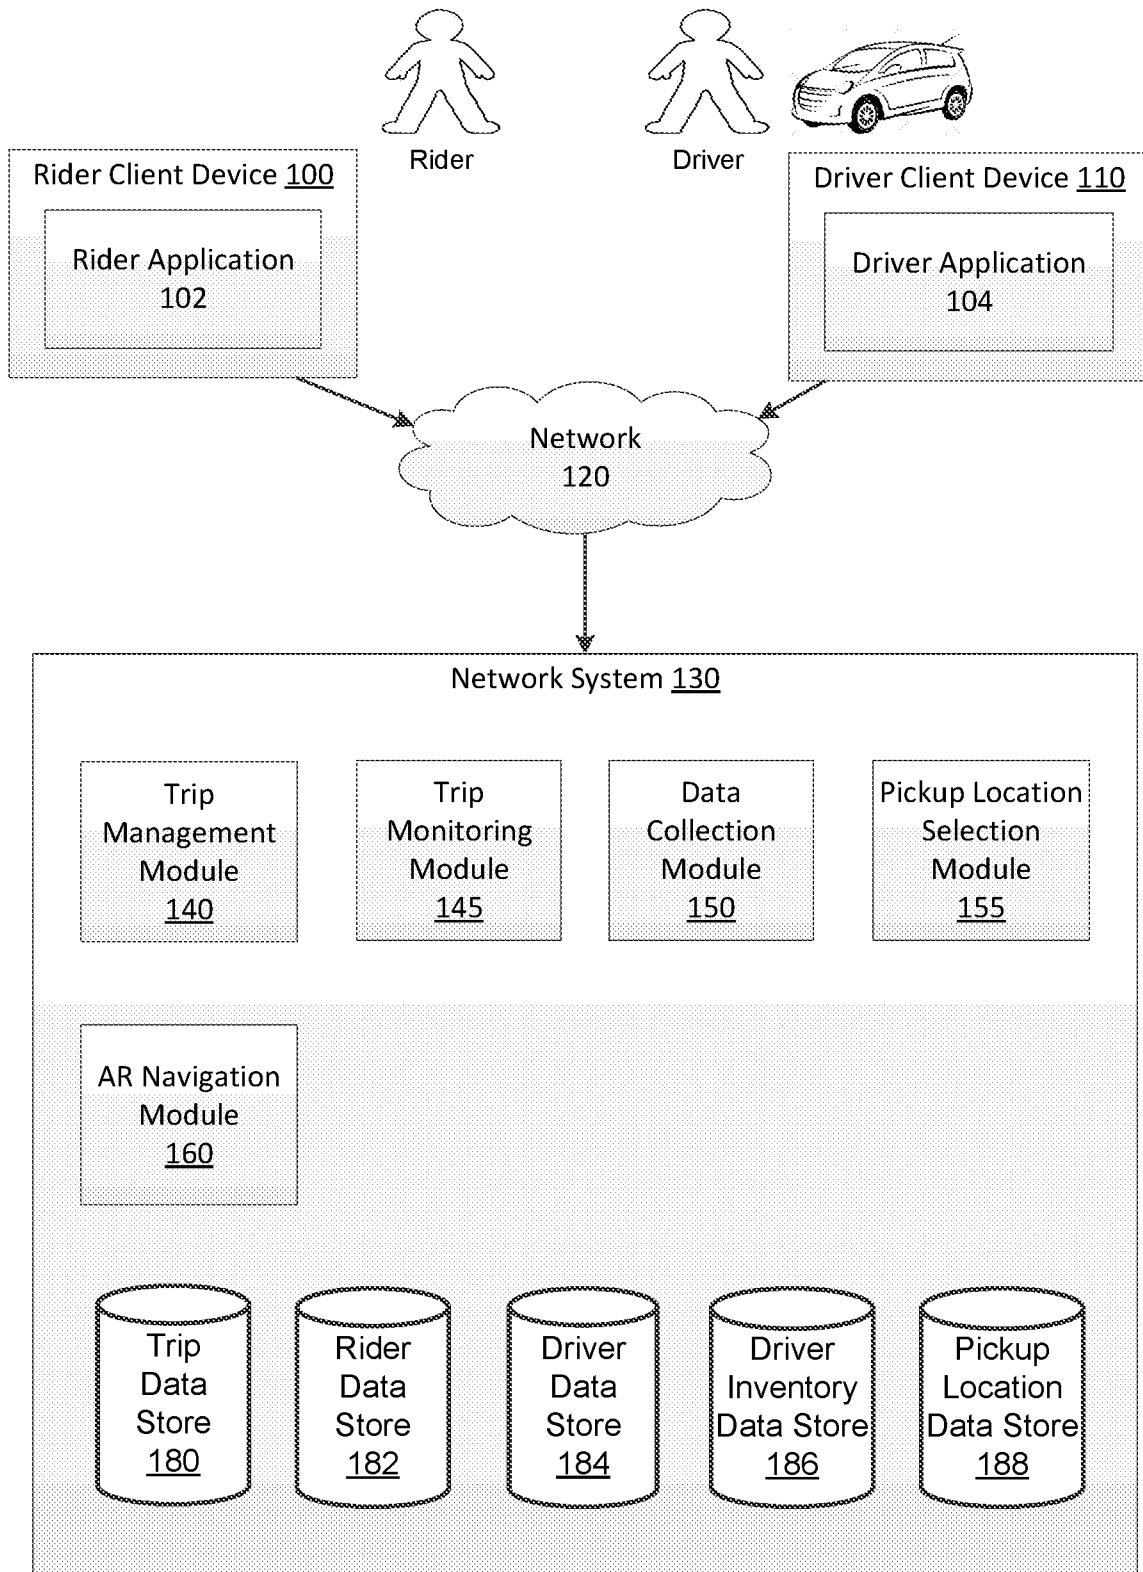 Rider
Driver
Rider Client Device 100
Rider Application
102
Driver Client Device 110
Driver Application
104
Network
120
Network System 130
Trip
Management
Module
140
Trip
Monitoring
Module
145
Data
Collection
Module
150
Pickup Location
Selection
Module
155
AR Navigation
Module
160
Trip
Data
Store
180
Rider
Data
Store
182
Driver
Data
Store
184
Driver
Inventory
Data Store
186
Pickup
Location
Data Store
188